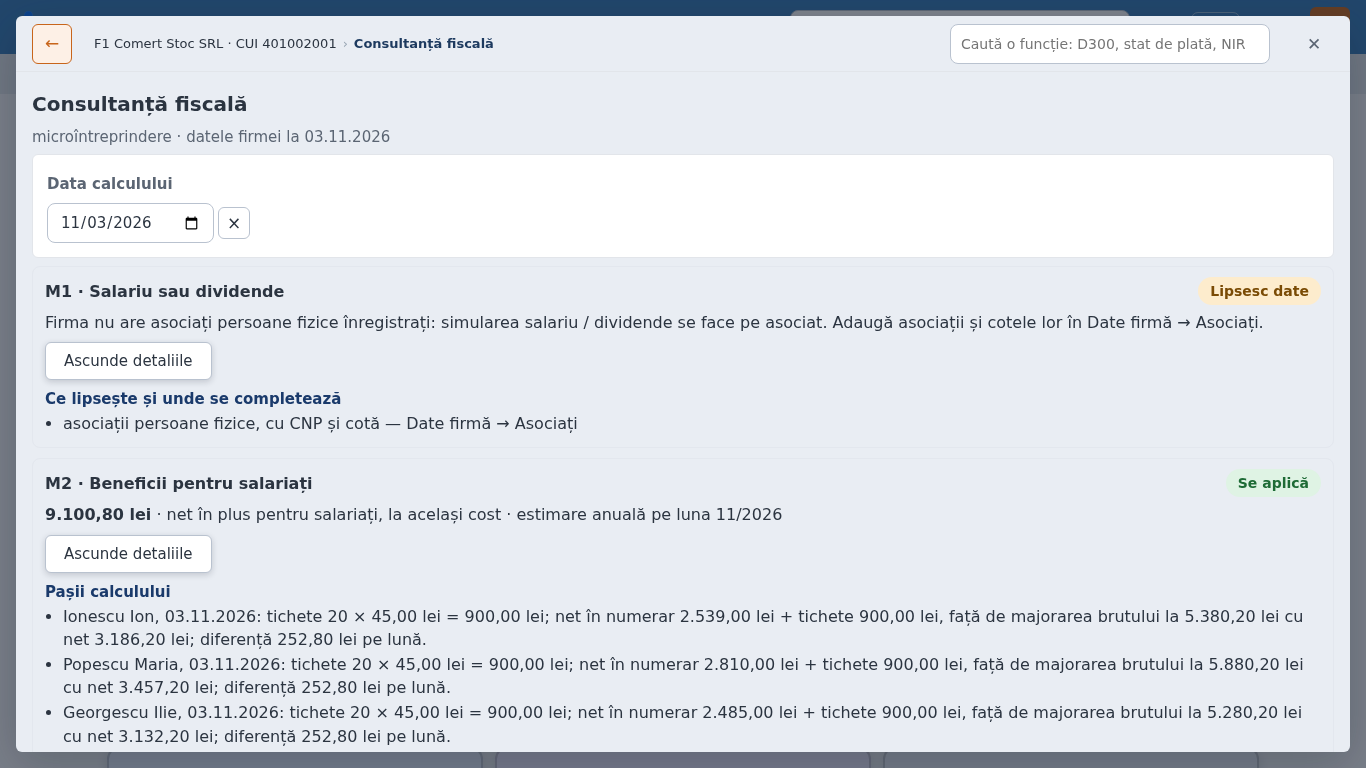 ←
F1 Comert Stoc SRL · CUI 401002001 › Consultanță fiscală
Caută o funcție: D300, stat de plată, NIR
✕
Consultanță fiscală
microîntreprindere · datele firmei la 03.11.2026
Data calculului
11/03/2026
×
M1 · Salariu sau dividende
Lipsesc date
Firma nu are asociați persoane fizice înregistrați: simularea salariu / dividende se face pe asociat. Adaugă asociații și cotele lor în Date firmă → Asociați.
Ascunde detaliile
Ce lipsește și unde se completează
• asociații persoane fizice, cu CNP și cotă — Date firmă → Asociați
M2 · Beneficii pentru salariați
Se aplică
9.100,80 lei · net în plus pentru salariați, la același cost · estimare anuală pe luna 11/2026
Ascunde detaliile
Pașii calculului
• Ionescu Ion, 03.11.2026: tichete 20 × 45,00 lei = 900,00 lei; net în numerar 2.539,00 lei + tichete 900,00 lei, față de majorarea brutului la 5.380,20 lei cu
net 3.186,20 lei; diferență 252,80 lei pe lună.
• Popescu Maria, 03.11.2026: tichete 20 × 45,00 lei = 900,00 lei; net în numerar 2.810,00 lei + tichete 900,00 lei, față de majorarea brutului la 5.880,20 lei
cu net 3.457,20 lei; diferență 252,80 lei pe lună.
• Georgescu Ilie, 03.11.2026: tichete 20 × 45,00 lei = 900,00 lei; net în numerar 2.485,00 lei + tichete 900,00 lei, față de majorarea brutului la 5.280,20 lei
cu net 3.132,20 lei; diferență 252,80 lei pe lună.